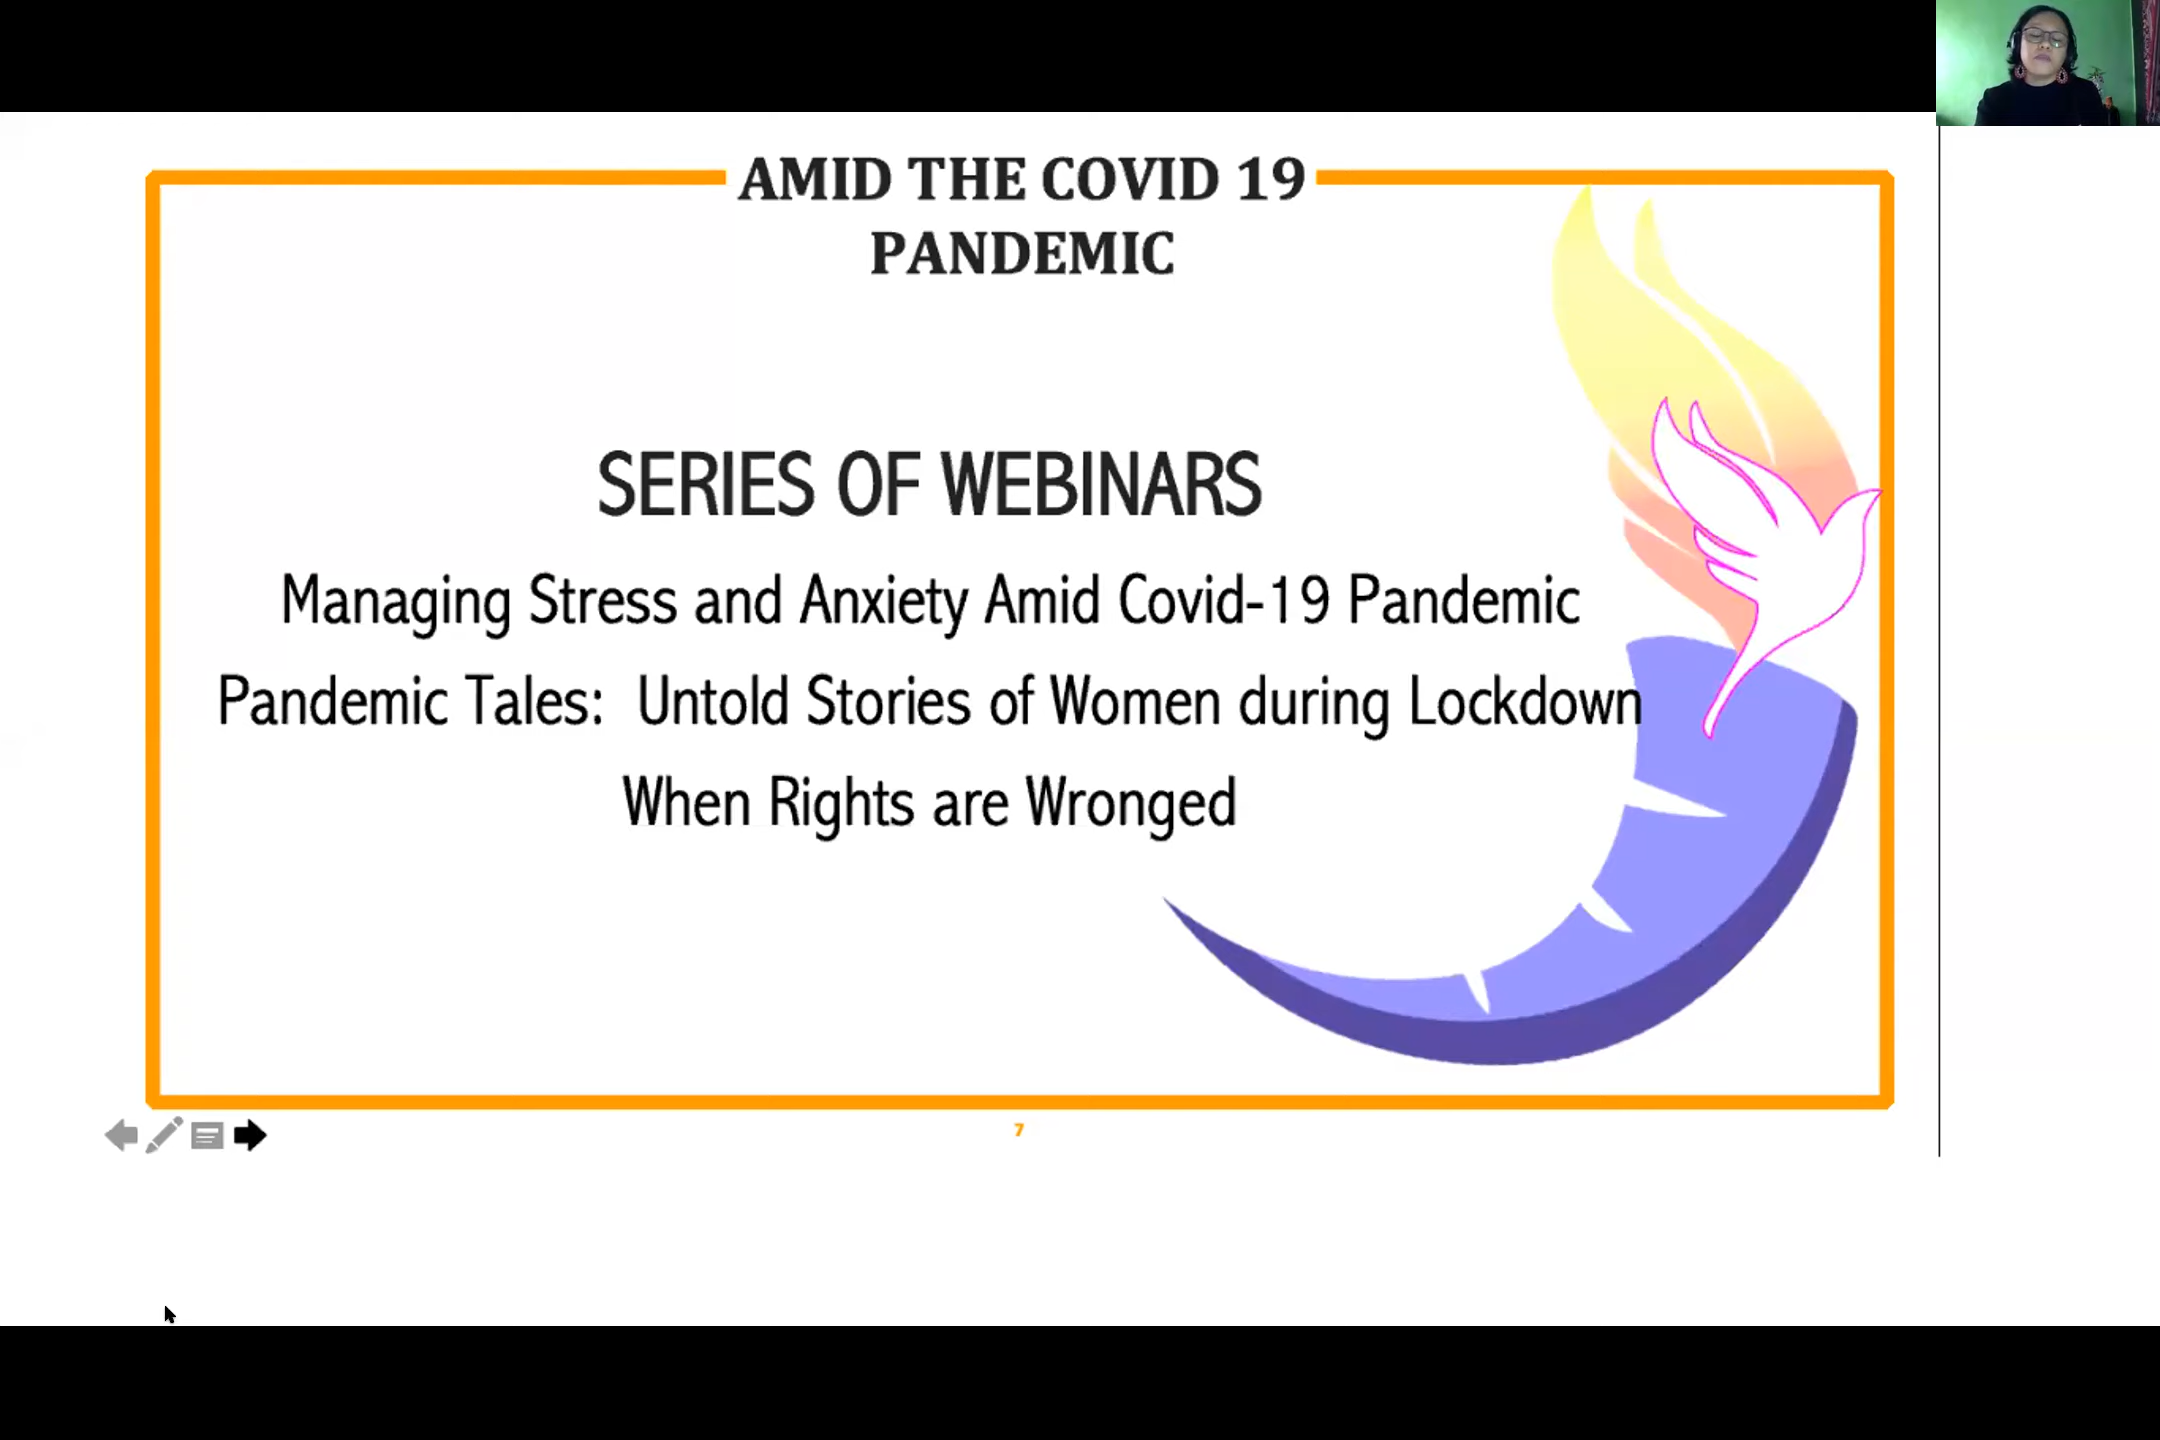 AMID THE COVID 19
PANDEMIC
SERIES OF WEBINARS
Managing Stress and Anxiety Amid Covid-19 Pandemic
Pandemic Tales: Untold Stories of Women during Lockdown
When Rights are Wronged
7